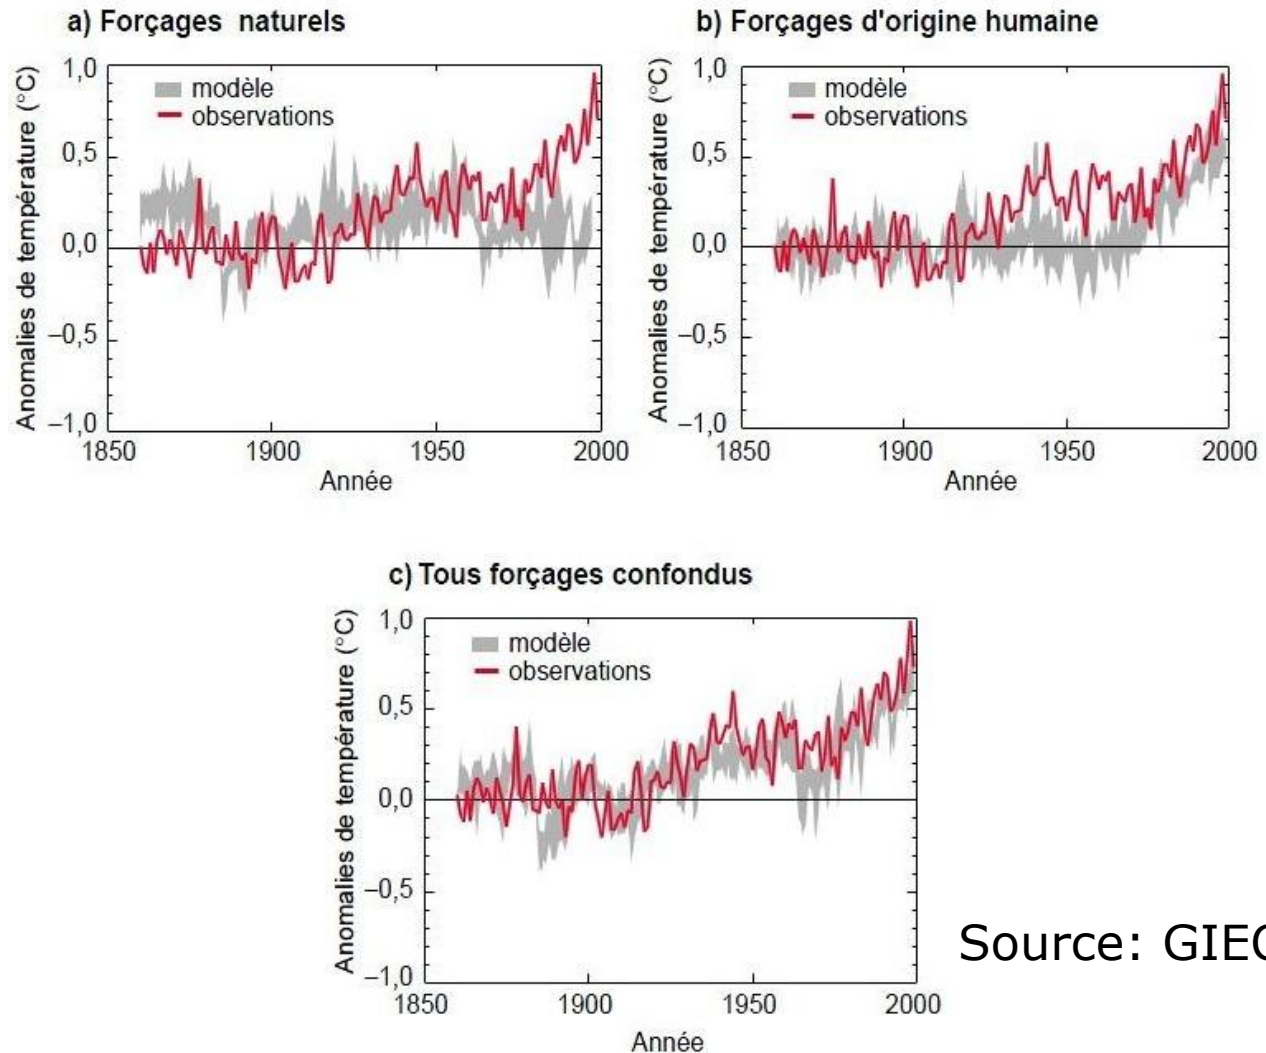 a) Forçages naturels
Anomalies de température (°C)
1,0
0,5
0,0
–0,5
–1,0
modèle
observations
1850
1900
1950
2000
Année
b) Forçages d'origine humaine
Anomalies de température (°C)
1,0
0,5
0,0
–0,5
–1,0
modèle
observations
1850
1900
1950
2000
Année
c) Tous forçages confondus
Anomalies de température (°C)
1,0
0,5
0,0
–0,5
–1,0
modèle
observations
1850
1900
1950
2000
Année
Source: GIEC